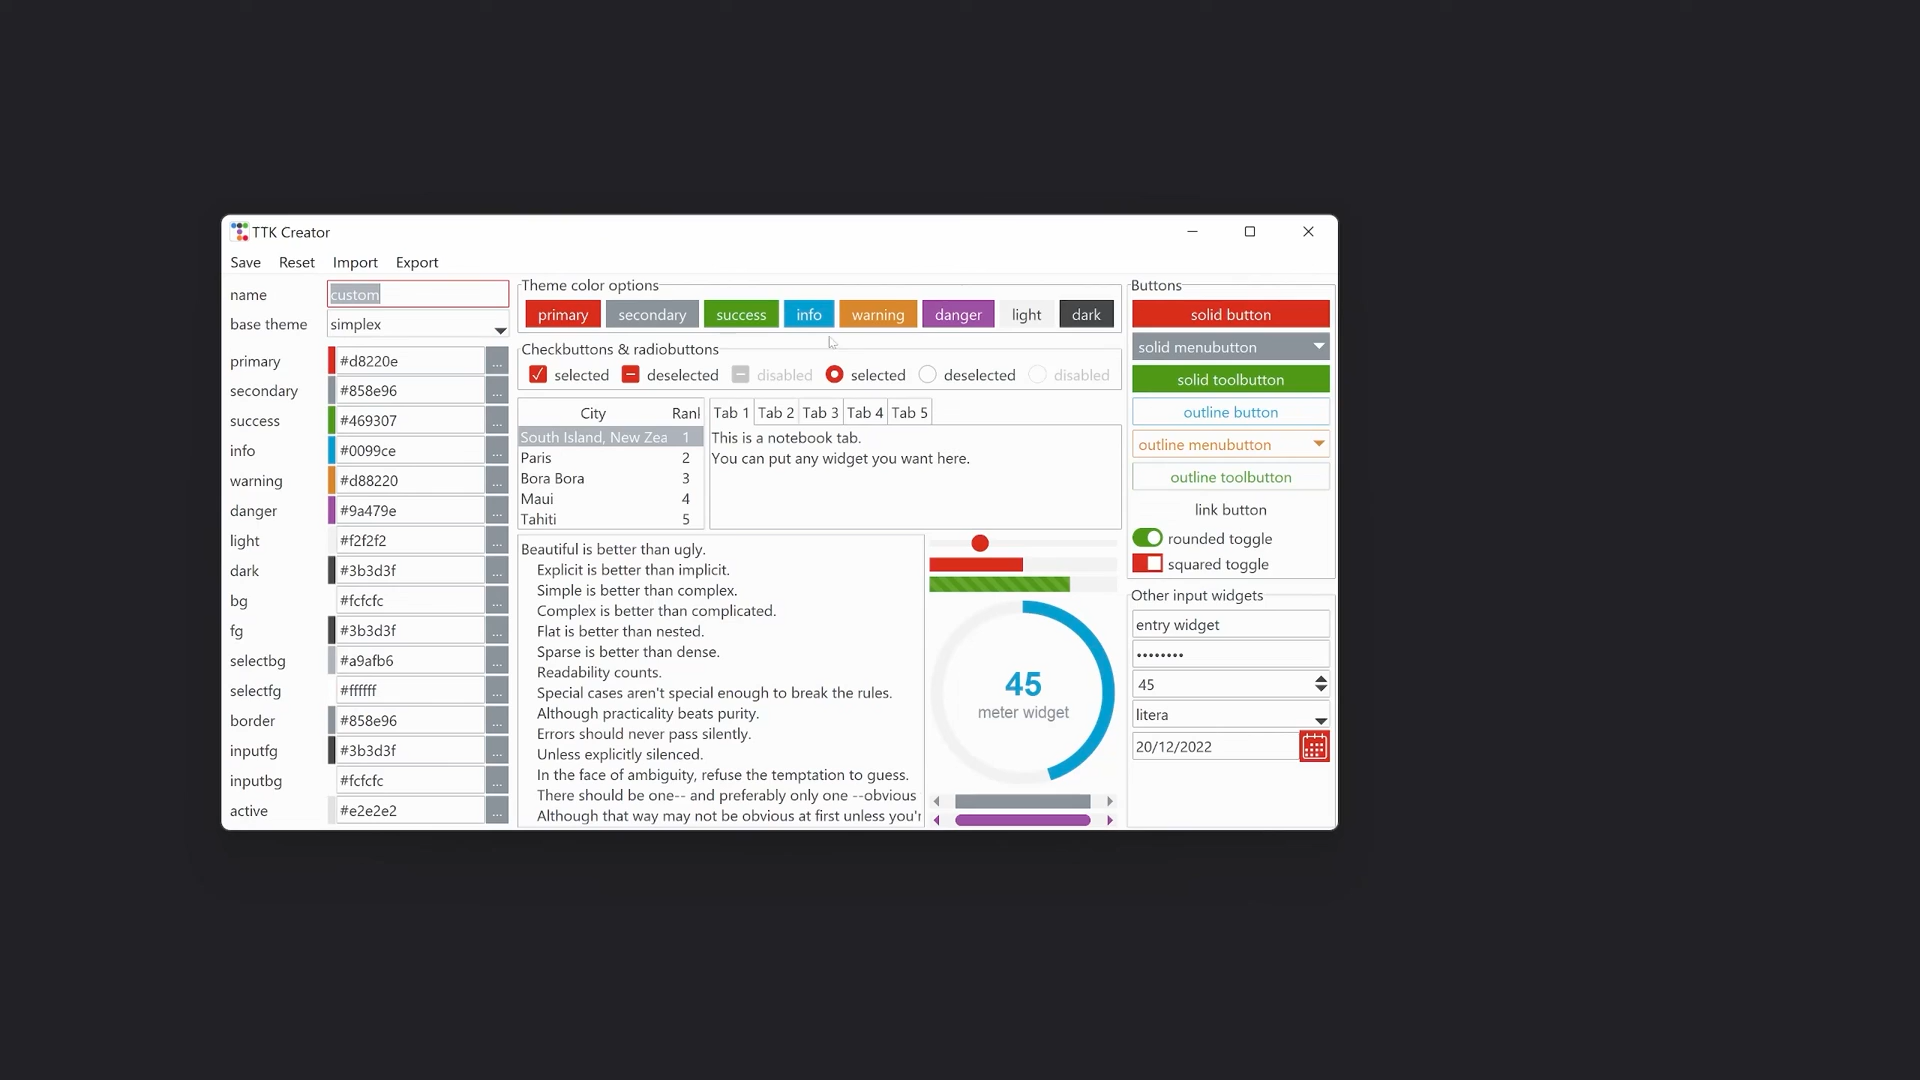 TTK Creator
Save Reset Import Export
name custom
base theme simplex
primary #d8220e ...
secondary #858e96 ...
success #469307 ...
info #0099ce ...
warning #d88220 ...
danger #9a479e ...
light #f2f2f2 ...
dark #3b3d3f ...
bg #fcfcfc ...
fg #3b3d3f ...
selectbg #a9afb6 ...
selectfg #ffffff ...
border #858e96 ...
inputfg #3b3d3f ...
inputbg #fcfcfc ...
active #e2e2e2 ...
Theme color options
primary secondary success info warning danger light dark
Checkbuttons & radiobuttons
selected deselected disabled selected deselected disabled
City Ranl
South Island, New Zea 1
Paris 2
Bora Bora 3
Maui 4
Tahiti 5
Tab 1 Tab 2 Tab 3 Tab 4 Tab 5
This is a notebook tab.
You can put any widget you want here.
Beautiful is better than ugly.
Explicit is better than implicit.
Simple is better than complex.
Complex is better than complicated.
Flat is better than nested.
Sparse is better than dense.
Readability counts.
Special cases aren't special enough to break the rules.
Although practicality beats purity.
Errors should never pass silently.
Unless explicitly silenced.
In the face of ambiguity, refuse the temptation to guess.
There should be one-- and preferably only one --obvious
Although that way may not be obvious at first unless you'r
45
meter widget
Buttons
solid button
solid menubutton
solid toolbutton
outline button
outline menubutton
outline toolbutton
link button
rounded toggle
squared toggle
Other input widgets
entry widget
••••••••
45
litera
20/12/2022